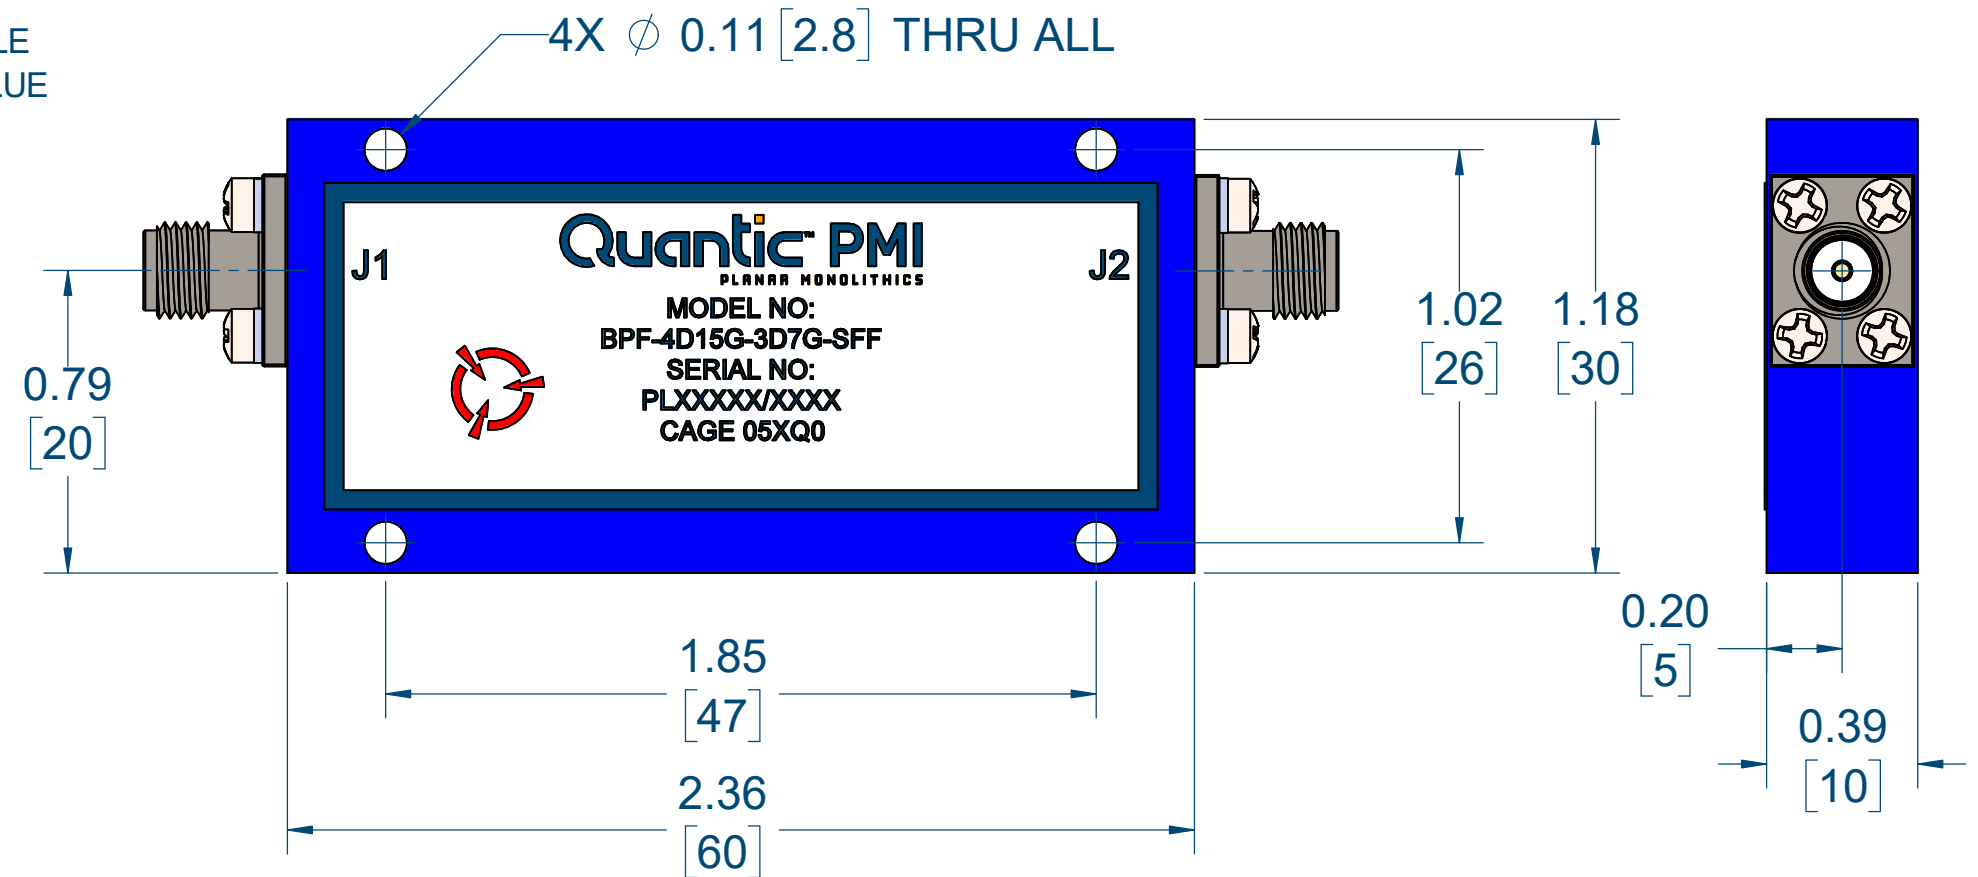 LE
LUE
4X ⌀ 0.11 [2.8] THRU ALL
J1
Quantic™ PMI
PLANAR MONOLITHICS
J2
MODEL NO:
BPF-4D15G-3D7G-SFF
SERIAL NO:
PLXXXXX/XXXX
CAGE 05XQ0
0.79
[20]
1.02
[26]
1.18
[30]
1.85
[47]
2.36
[60]
0.20
[5]
0.39
[10]